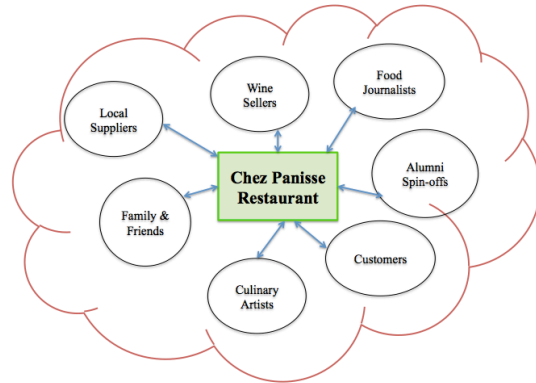 Wine
Sellers
Food
Journalists
Local
Suppliers
Chez Panisse
Restaurant
Alumni
Spin-offs
Family &
Friends
Customers
Culinary
Artists